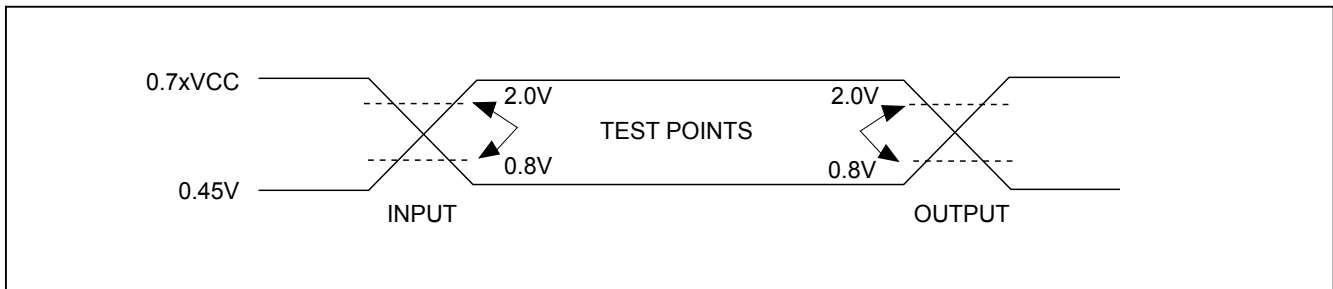 0.7xVCC
2.0V
2.0V
TEST POINTS
0.8V
0.8V
0.45V
INPUT
OUTPUT